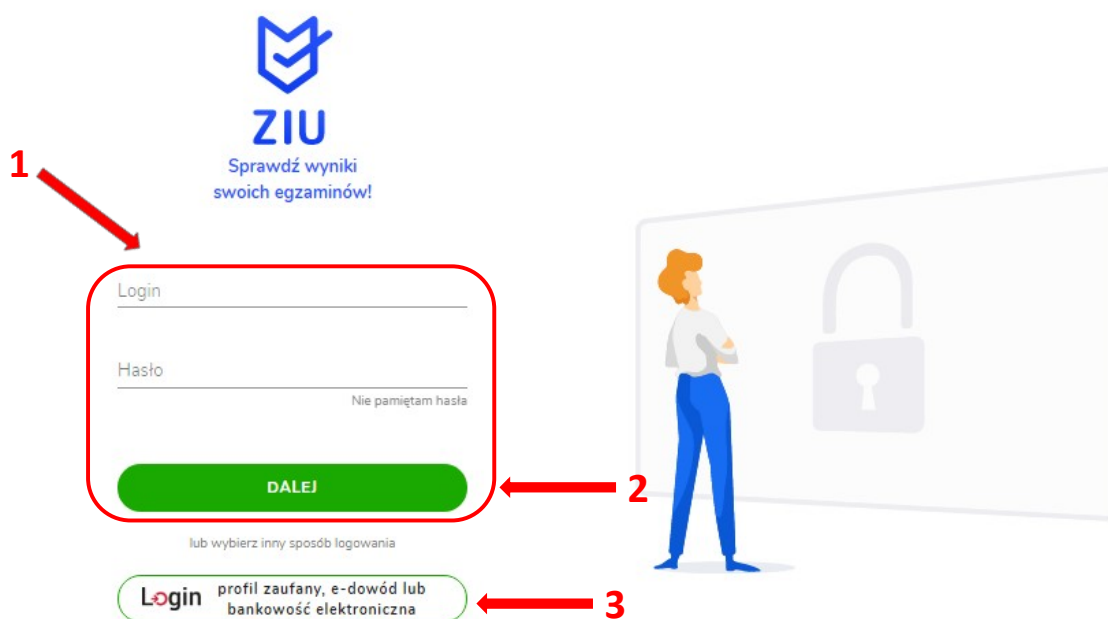 ZIU
Sprawdź wyniki
swoich egzaminów!
1
Login
Hasło
Nie pamiętam hasła
DALEJ
2
lub wybierz inny sposób logowania
Login profil zaufany, e-dowód lub
bankowość elektroniczna
3